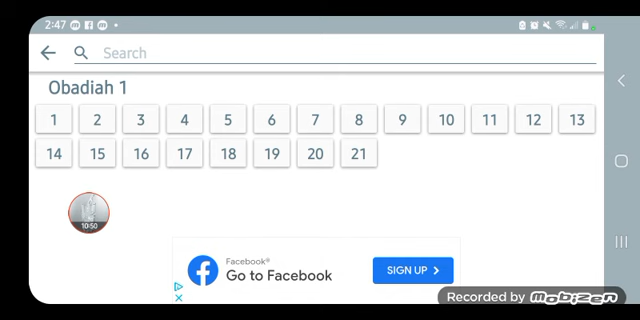 2:47
Search
Obadiah 1
1 2 3 4 5 6 7 8 9 10 11 12 13
14 15 16 17 18 19 20 21
10:50
Facebook®
Go to Facebook
SIGN UP
Recorded by Mobizen